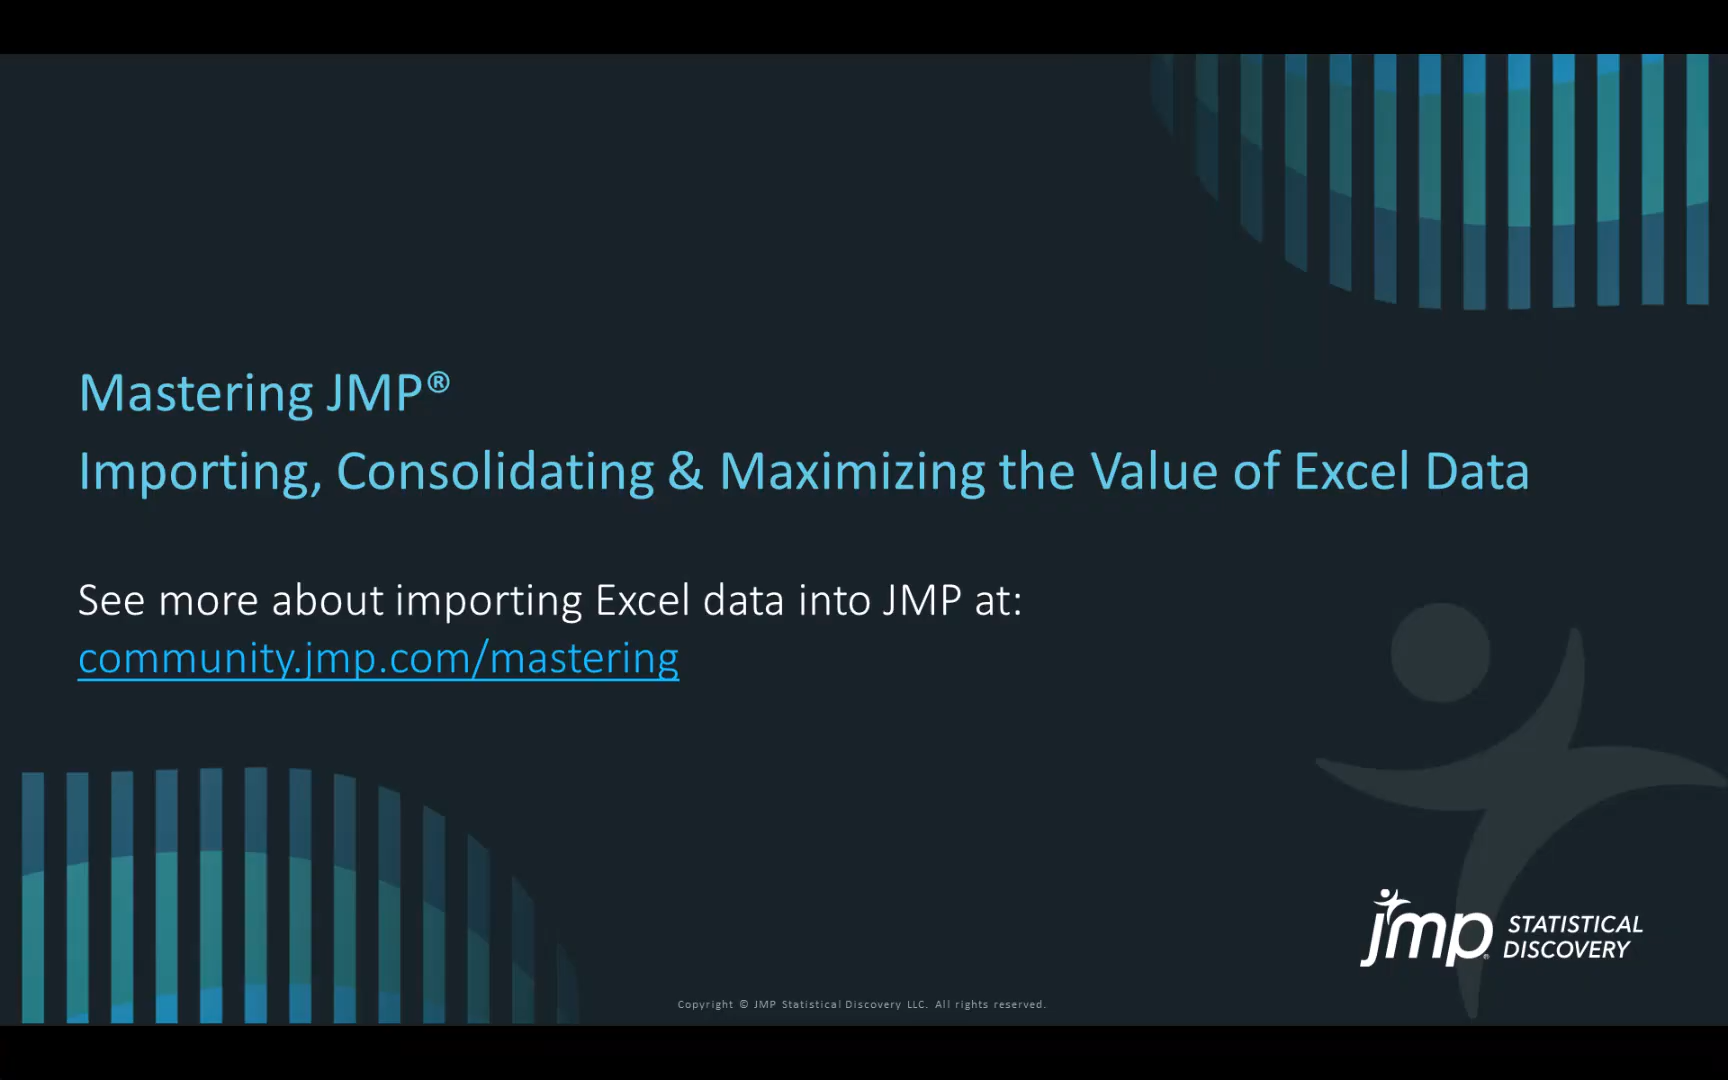 Mastering JMP®
Importing, Consolidating & Maximizing the Value of Excel Data
See more about importing Excel data into JMP at:
community.jmp.com/mastering
jmp® STATISTICAL
DISCOVERY
Copyright © JMP Statistical Discovery LLC. All rights reserved.